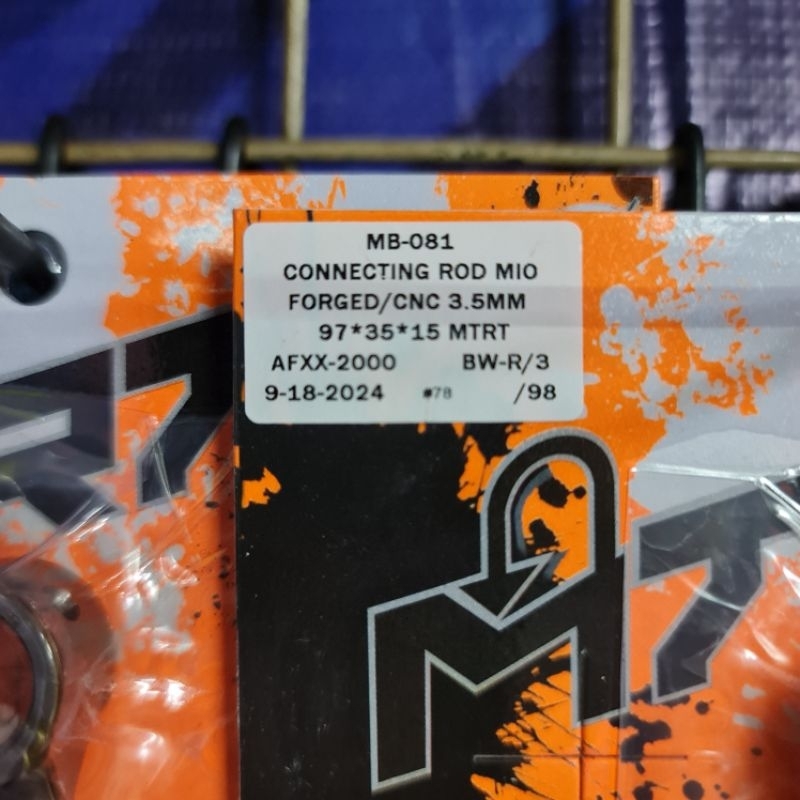 MB-081
CONNECTING ROD MIO
FORGED/CNC 3.5MM
97*35*15 MTRT
AFXX-2000 BW-R/3
9-18-2024 #78 /98
MT